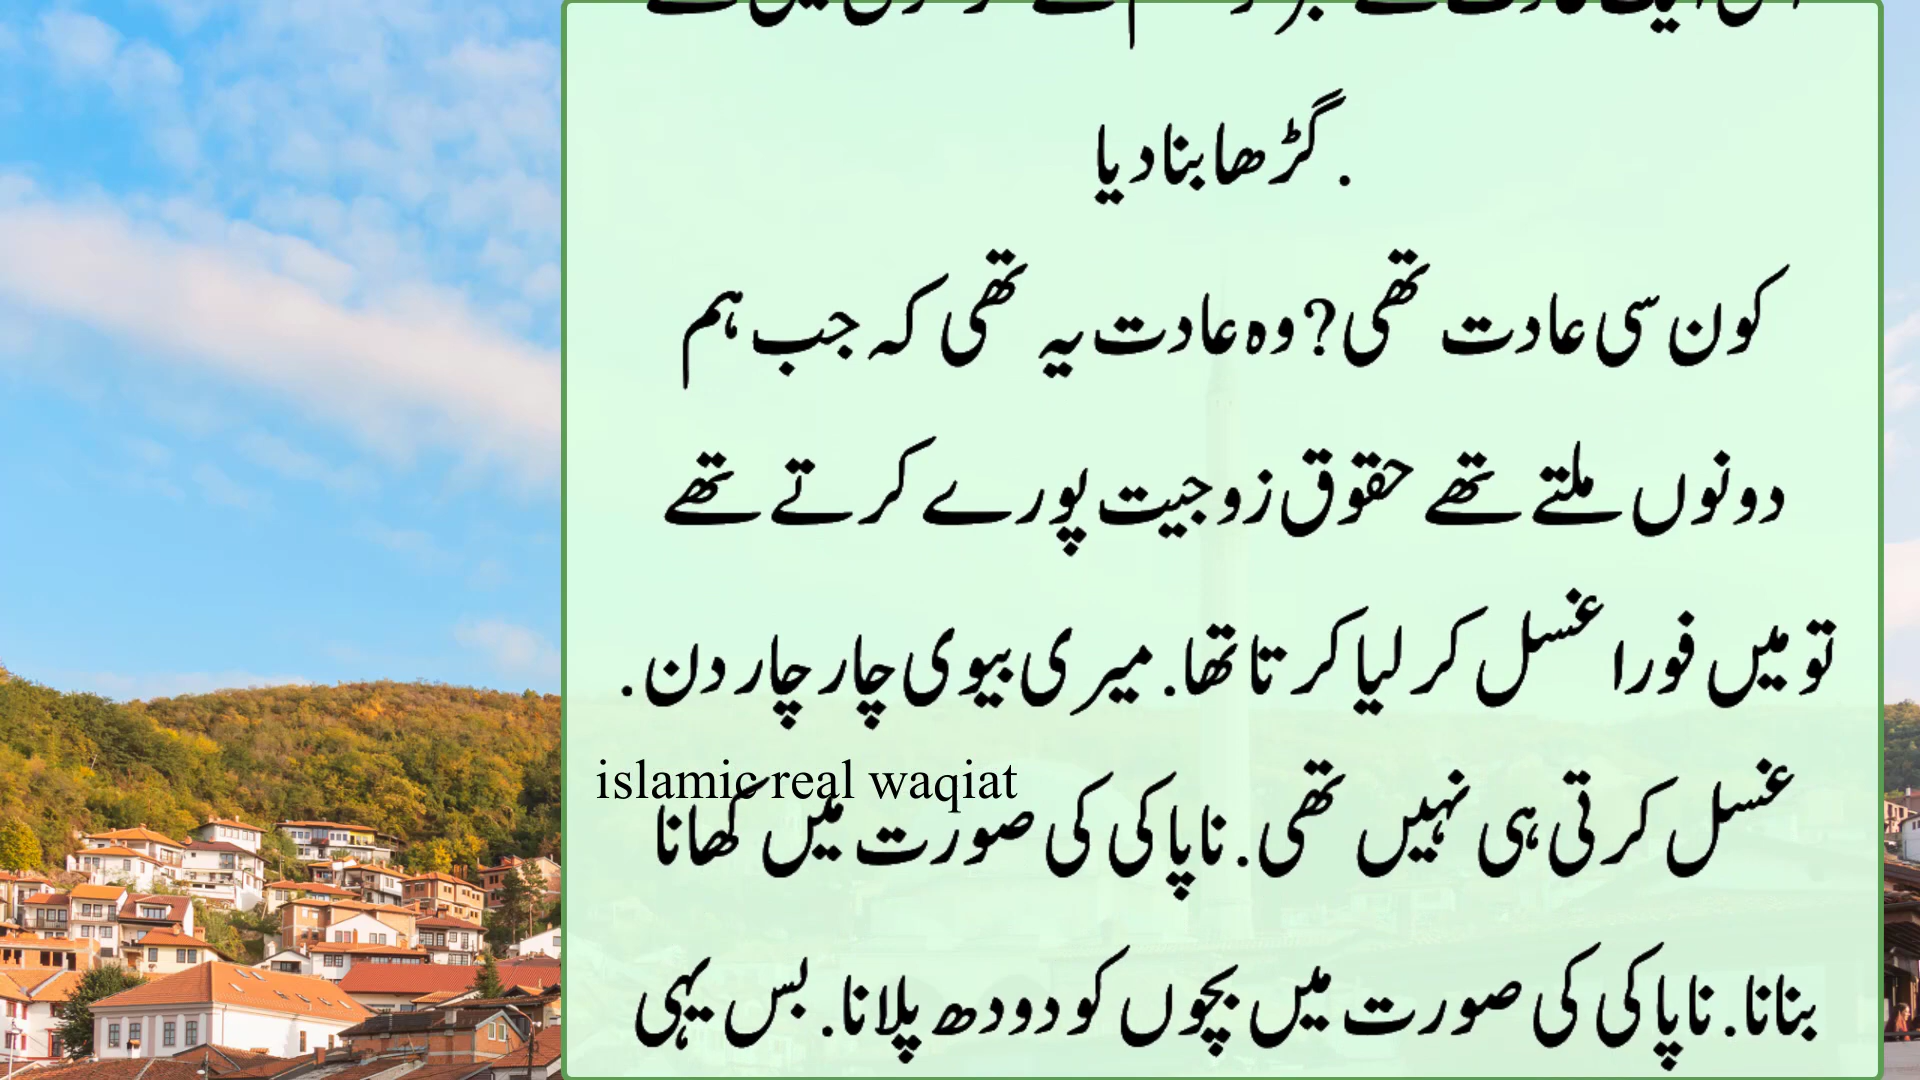 گڑھا بنا دیا.
کون سی عادت تھی? وہ عادت یہ تھی کہ جب ہم
دونوں ملتے تھے حقوق زوجیت پورے کرتے تھے
تو میں فورا غسل کر لیا کرتا تھا. میری بیوی چار چار دن.
غسل کرتی ہی نہیں تھی. ناپاکی کی صورت میں کھانا
islamic real waqiat
بنانا. ناپاکی کی صورت میں بچوں کو دودھ پلانا. بس یہی